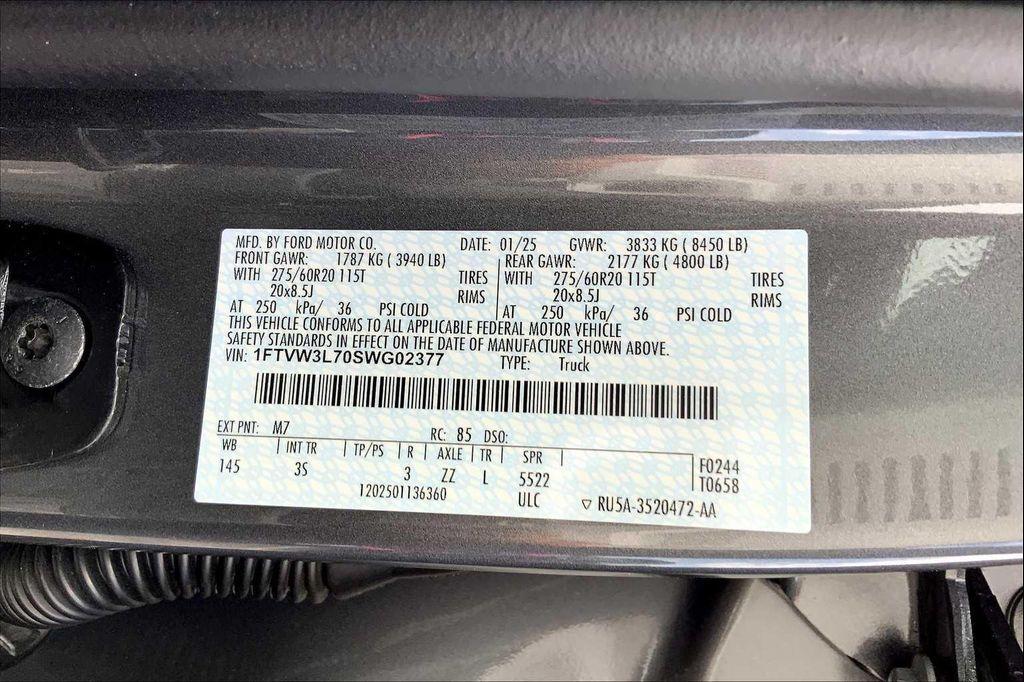 MFD. BY FORD MOTOR CO. DATE: 01/25 GVWR: 3833 KG ( 8450 LB)
FRONT GAWR: 1787 KG ( 3940 LB) REAR GAWR: 2177 KG ( 4800 LB)
WITH 275/60R20 115T TIRES WITH 275/60R20 115T TIRES
20x8.5J RIMS 20x8.5J RIMS
AT 250 kPa/ 36 PSI COLD AT 250 kPa/ 36 PSI COLD
THIS VEHICLE CONFORMS TO ALL APPLICABLE FEDERAL MOTOR VEHICLE
SAFETY STANDARDS IN EFFECT ON THE DATE OF MANUFACTURE SHOWN ABOVE.
VIN: 1FTVW3L70SWG02377 TYPE: Truck
EXT PNT: M7 RC: 85 DSO:
WB INT TR TP/PS R AXLE TR SPR F0244
145 3S 3 ZZ L 5522 T0658
1202501136360 ULC ▽ RU5A-3520472-AA